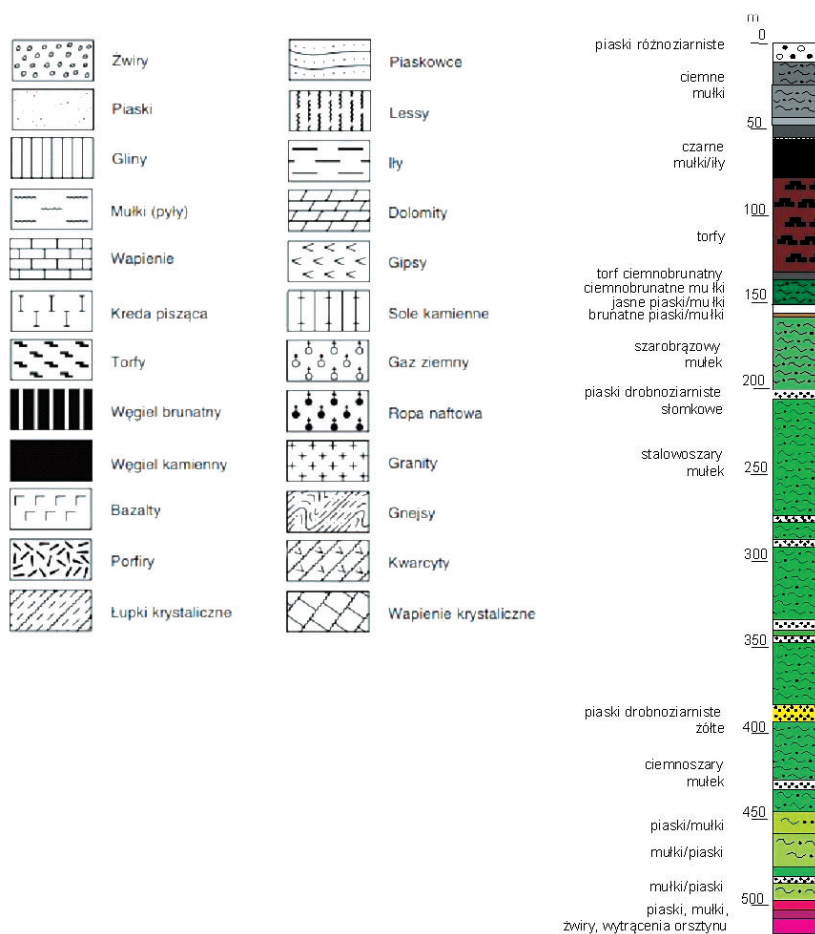 Żwiry
Piaski
Gliny
Mułki (pyły)
Wapienie
Kreda pisząca
Torfy
Węgiel brunatny
Węgiel kamienny
Bazalty
Porfiry
Łupki krystaliczne
Piaskowce
Lessy
Iły
Dolomity
Gipsy
Sole kamienne
Gaz ziemny
Ropa naftowa
Granity
Gnejsy
Kwarcyty
Wapienie krystaliczne
m
0
piaski różnoziarniste
ciemne
mułki
50
czarne
mułki/iły
100
torfy
torf ciemnobrunatny
ciemnobrunatne mułki
jasne piaski/mułki
150
brunatne piaski/mułki
szarobrązowy
mułek
200
piaski drobnoziarniste
słomkowe
stalowoszary
mułek
250
300
350
piaski drobnoziarniste
żółte
400
ciemnoszary
mułek
450
piaski/mułki
mułki/piaski
mułki/piaski
500
piaski, mułki,
żwiry, wytrącenia orsztynu